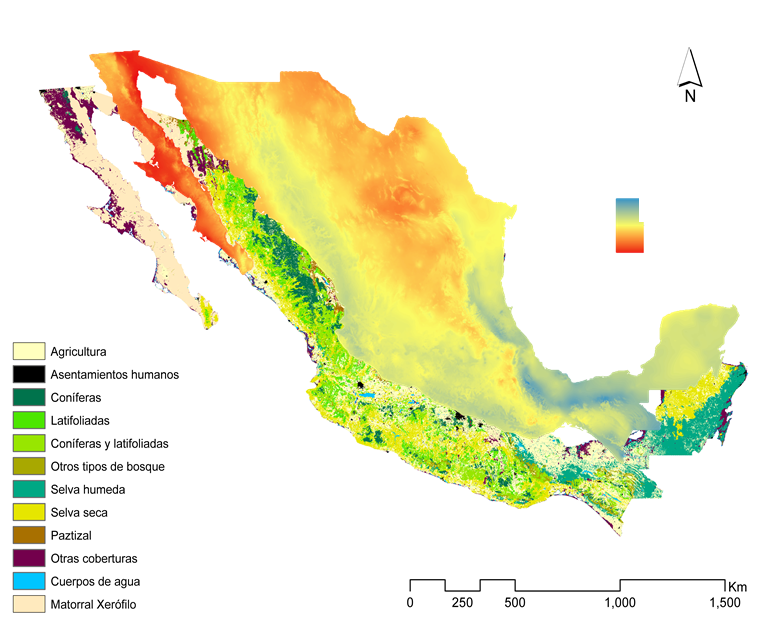 N
Agricultura
Asentamientos humanos
Coníferas
Latifoliadas
Coníferas y latifoliadas
Otros tipos de bosque
Selva humeda
Selva seca
Paztizal
Otras coberturas
Cuerpos de agua
Matorral Xerófilo
Km
0 250 500 1,000 1,500